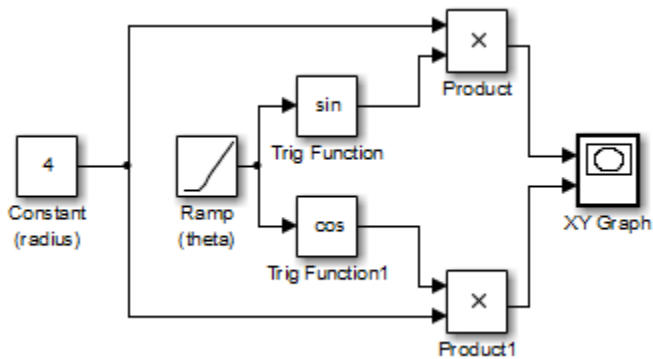 ×
Product
sin
Trig Function
4
Constant
(radius)
Ramp
(theta)
XY Graph
cos
Trig Function1
×
Product1